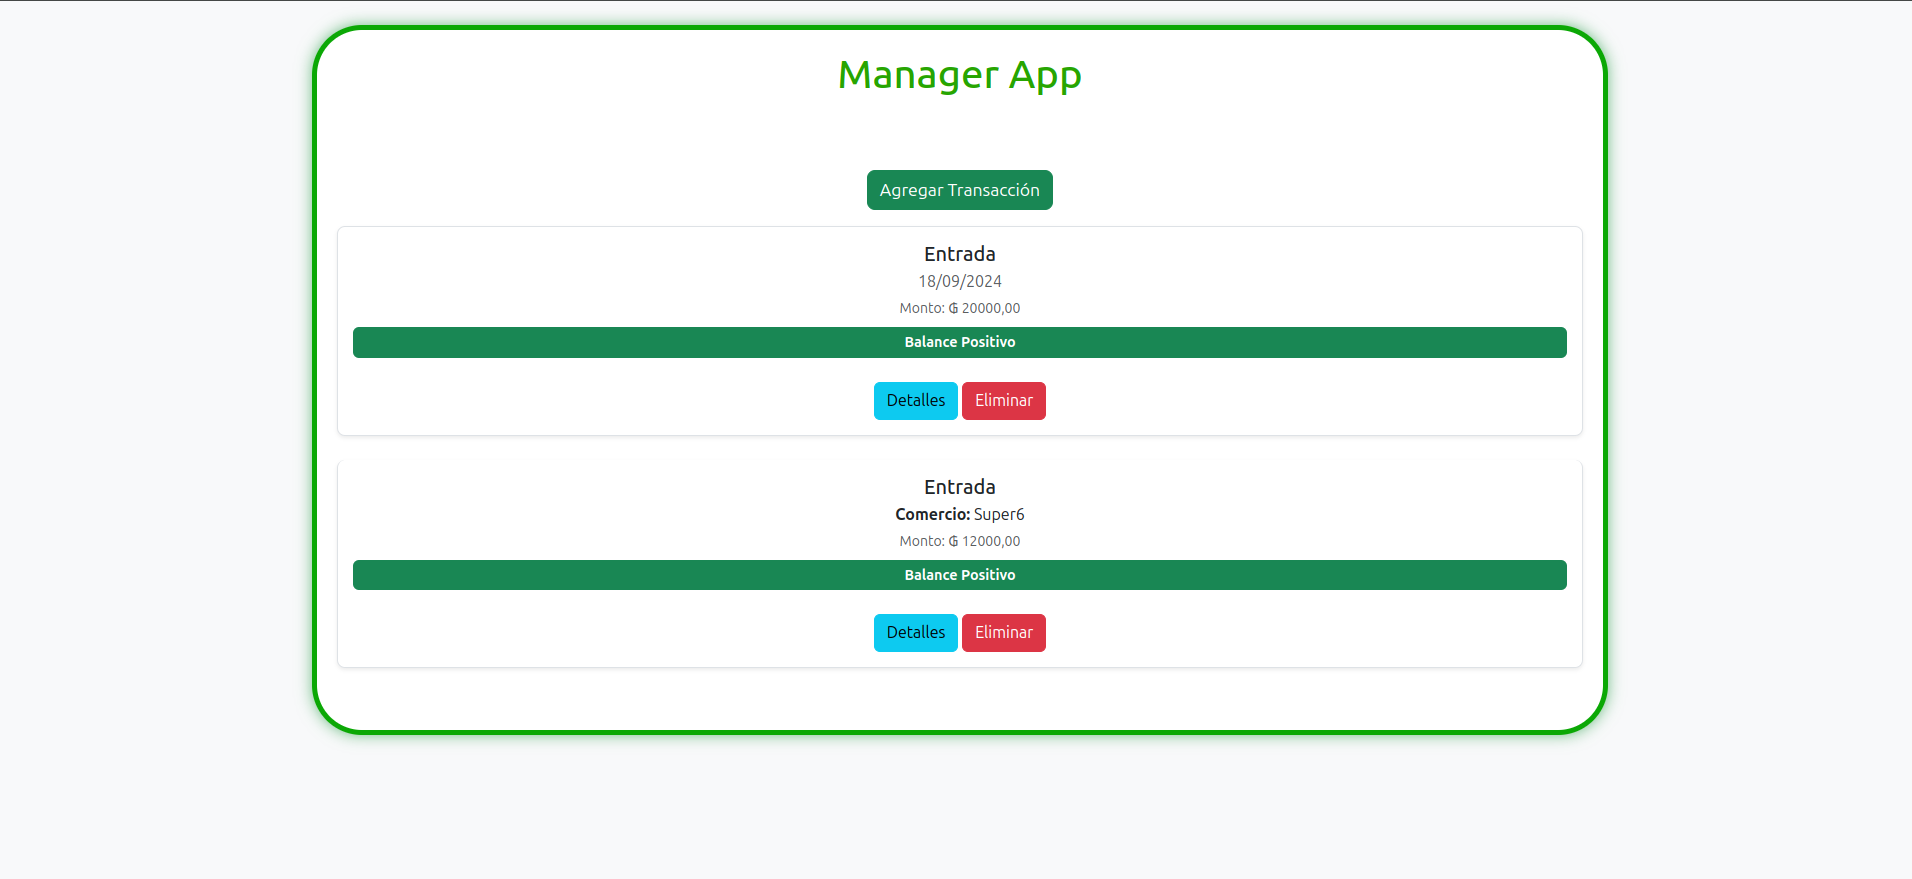 Manager App
Agregar Transacción
Entrada
18/09/2024
Monto: ₲ 20000,00
Balance Positivo
Detalles Eliminar
Entrada
Comercio: Super6
Monto: ₲ 12000,00
Balance Positivo
Detalles Eliminar